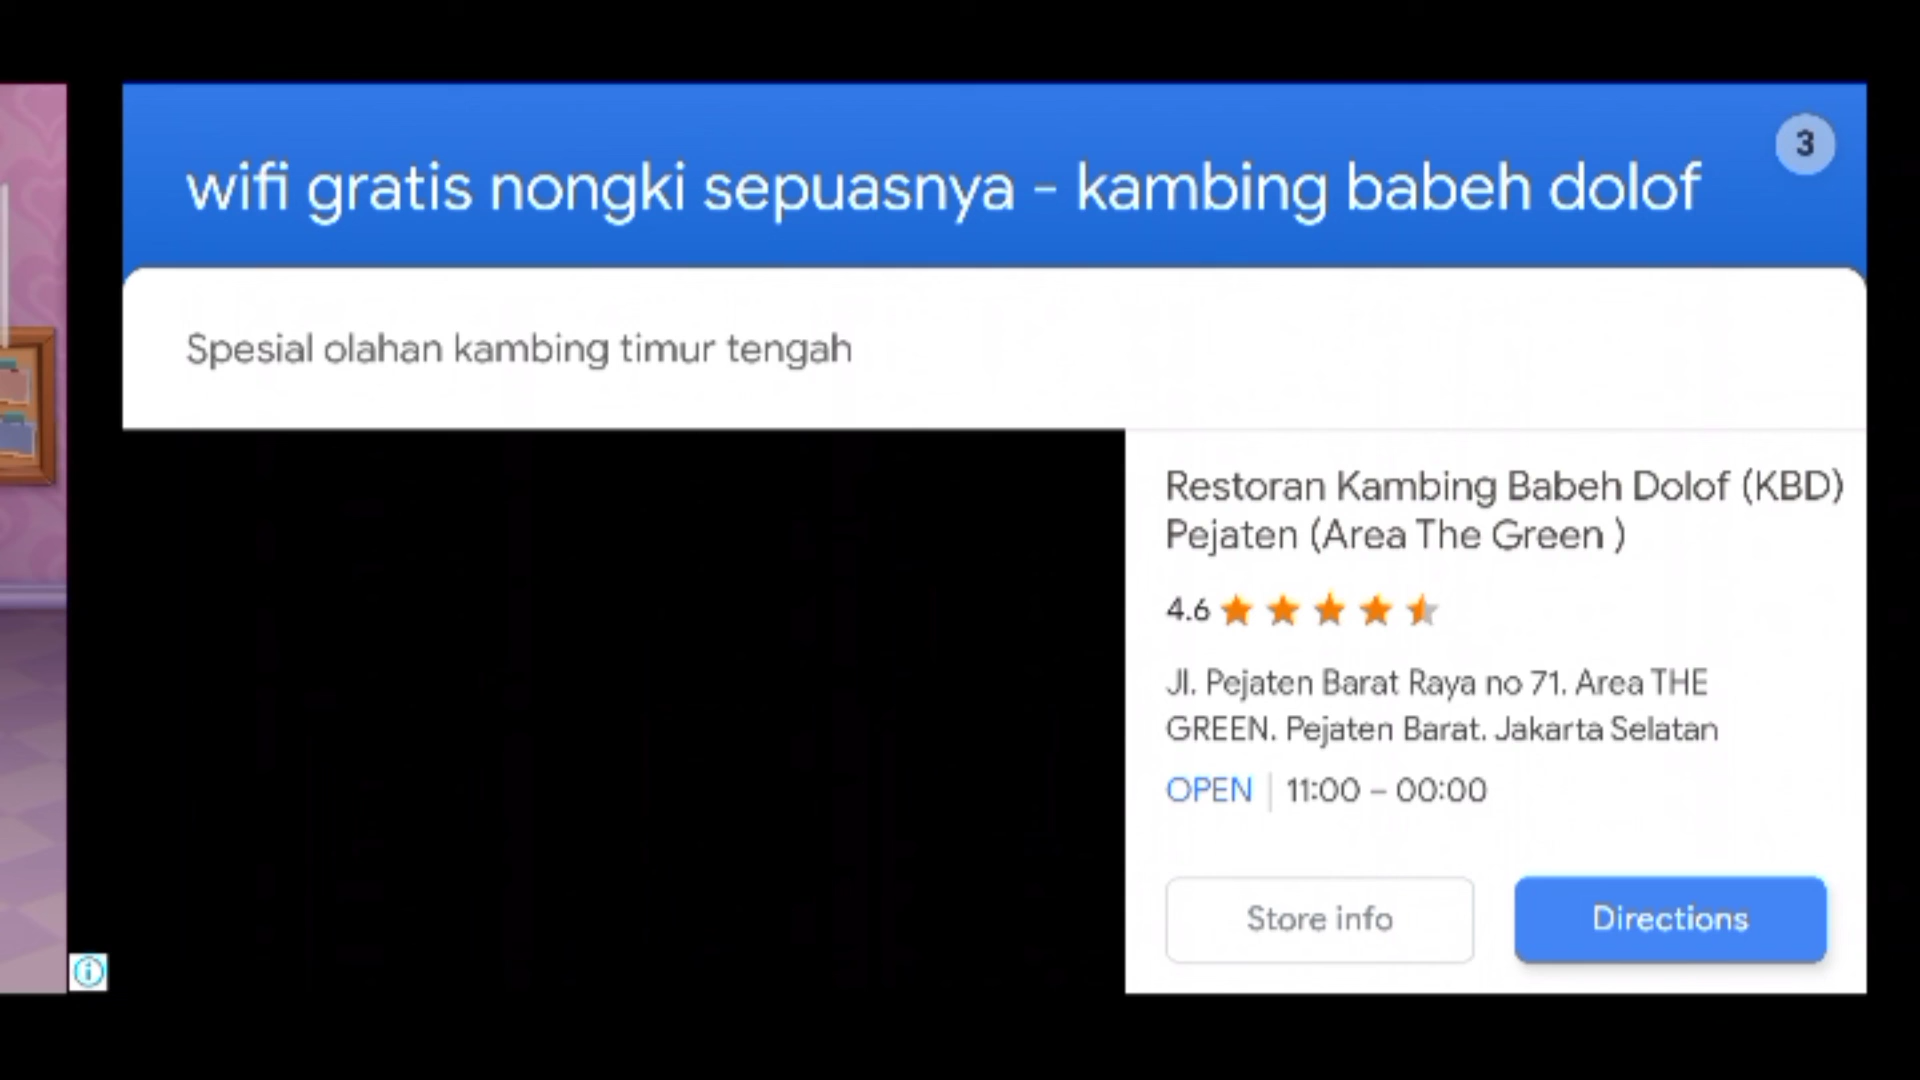 wifi gratis nongki sepuasnya - kambing babeh dolof
3
Spesial olahan kambing timur tengah
Restoran Kambing Babeh Dolof (KBD)
Pejaten (Area The Green )
4.6
Jl. Pejaten Barat Raya no 71. Area THE
GREEN. Pejaten Barat. Jakarta Selatan
OPEN | 11:00 – 00:00
Store info
Directions